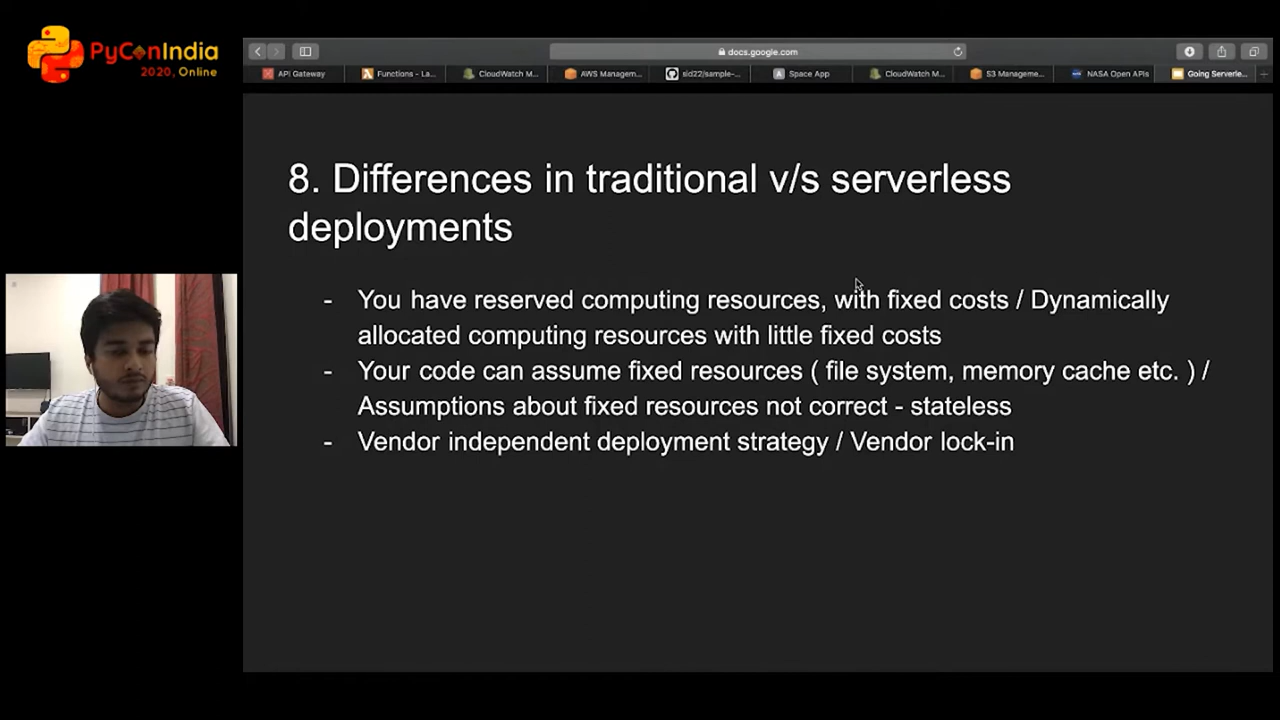 PyConIndia
2020, Online
docs.google.com
API Gateway
Functions - La...
CloudWatch M...
AWS Managem...
sid22/sample-...
Space App
CloudWatch M...
S3 Manageme...
NASA Open APIs
Going Serverle...
8. Differences in traditional v/s serverless
deployments
- You have reserved computing resources, with fixed costs / Dynamically
allocated computing resources with little fixed costs
- Your code can assume fixed resources ( file system, memory cache etc. ) /
Assumptions about fixed resources not correct - stateless
- Vendor independent deployment strategy / Vendor lock-in